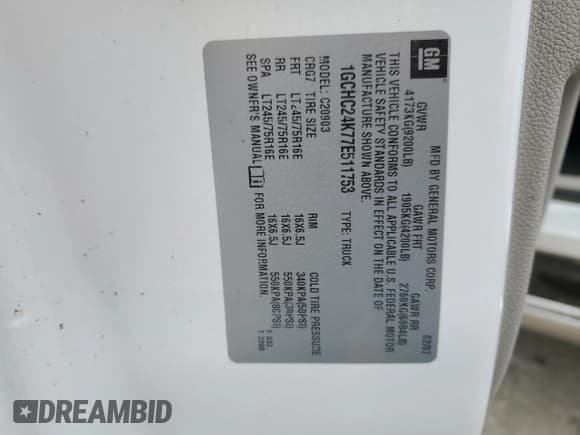 GM
MFD BY GENERAL MOTORS CORP.
02/07
GVWR GAWR FRT GAWR RR
4173KG(9200LB) 1905KG(4200LB) 2760KG(6084LB)
THIS VEHICLE CONFORMS TO ALL APPLICABLE U.S. FEDERAL MOTOR
VEHICLE SAFETY STANDARDS IN EFFECT ON THE DATE OF
MANUFACTURE SHOWN ABOVE.
1GCHC24K77E511753 TYPE: TRUCK
MODEL: C20903
CRG7 TIRE SIZE RIM COLD TIRE PRESSURE
FRT LT245/75R16E 16X6.5J 340KPA(50PSI)
RR LT245/75R16E 16X6.5J 550KPA(80PSI)
SPA LT245/75R16E 16X6.5J 550KPA(80PSI)
SEE OWNER'S MANUAL FOR MORE INFORMATION.
DREAMBID